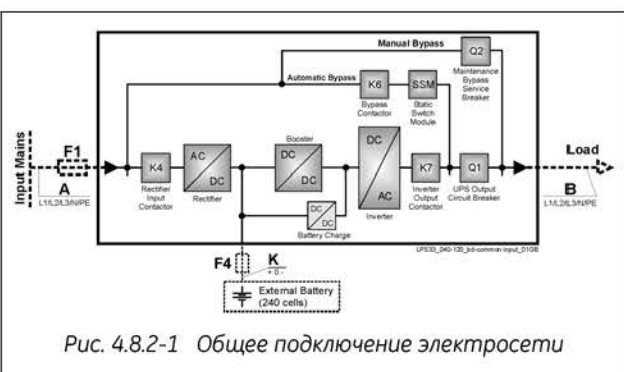 Manual Bypass
Q2
Maintenance
Bypass
Service
Breaker
Automatic Bypass
K6
SSM
Bypass
Contactor
Static
Switch
Module
Input Mains
F1
A
L1/L2/L3/N/PE
K4
Rectifier
Input
Contactor
AC
DC
Rectifier
Booster
DC
DC
DC
DC
Battery Charge
DC
AC
Inverter
K7
Inverter
Output
Contactor
Q1
UPS Output
Circuit Breaker
Load
B
L1/L2/L3/N/PE
LPS33_040-120_bd-common input_01GB
F4
K
+ 0 -
External Battery
(240 cells)
Рис. 4.8.2-1 Общее подключение электросети